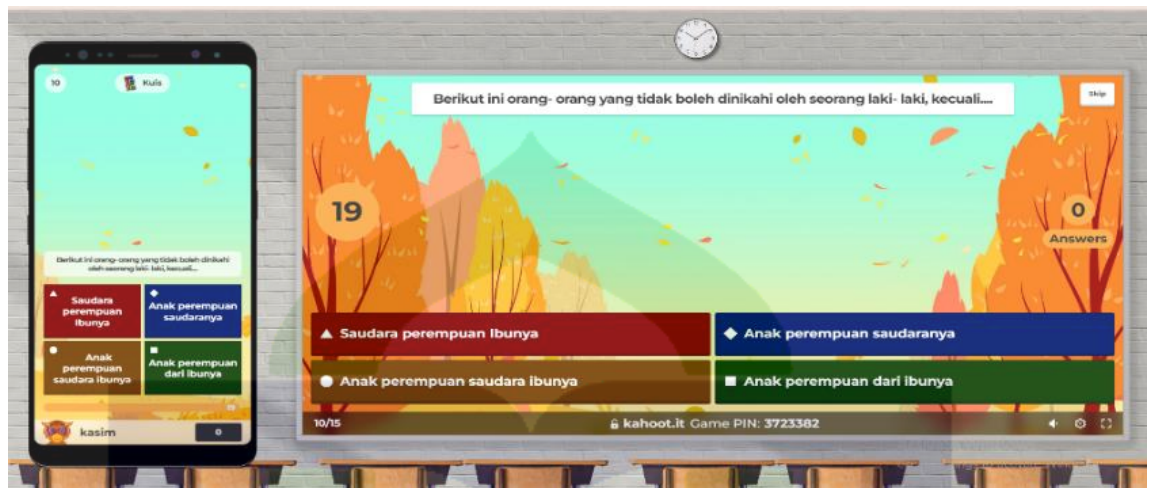 10
Kuis
Berikut ini orang-orang yang tidak boleh dinikahi
oleh seorang laki- laki, kecuali....
Saudara
perempuan
Ibunya
Anak perempuan
saudaranya
Anak
perempuan
saudara ibunya
Anak perempuan
dari ibunya
kasim
0
Berikut ini orang- orang yang tidak boleh dinikahi oleh seorang laki- laki, kecuali....
Skip
19
0
Answers
Saudara perempuan Ibunya
Anak perempuan saudaranya
Anak perempuan saudara ibunya
Anak perempuan dari ibunya
10/15
kahoot.it Game PIN: 3723382